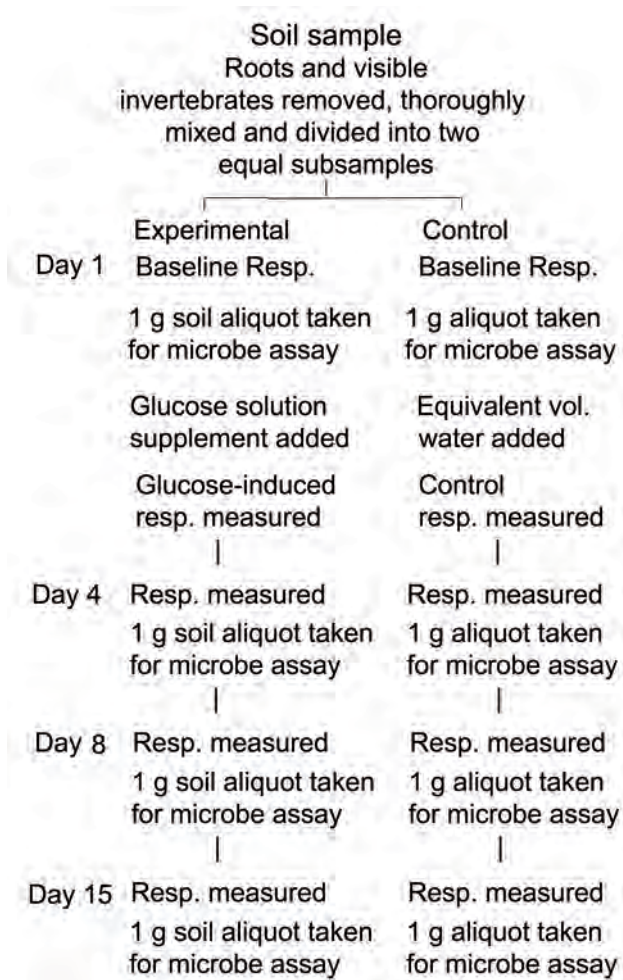 Soil sample
Roots and visible
invertebrates removed, thoroughly
mixed and divided into two
equal subsamples
Experimental Control
Day 1 Baseline Resp. Baseline Resp.
1 g soil aliquot taken 1 g aliquot taken
for microbe assay for microbe assay
Glucose solution Equivalent vol.
supplement added water added
Glucose-induced Control
resp. measured resp. measured
Day 4 Resp. measured Resp. measured
1 g soil aliquot taken 1 g aliquot taken
for microbe assay for microbe assay
Day 8 Resp. measured Resp. measured
1 g soil aliquot taken 1 g aliquot taken
for microbe assay for microbe assay
Day 15 Resp. measured Resp. measured
1 g soil aliquot taken 1 g aliquot taken
for microbe assay for microbe assay